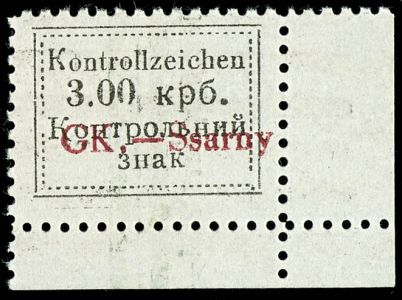 Kontrollzeichen
3.00 крб.
Контрольний
GK.—Ssarny
знак